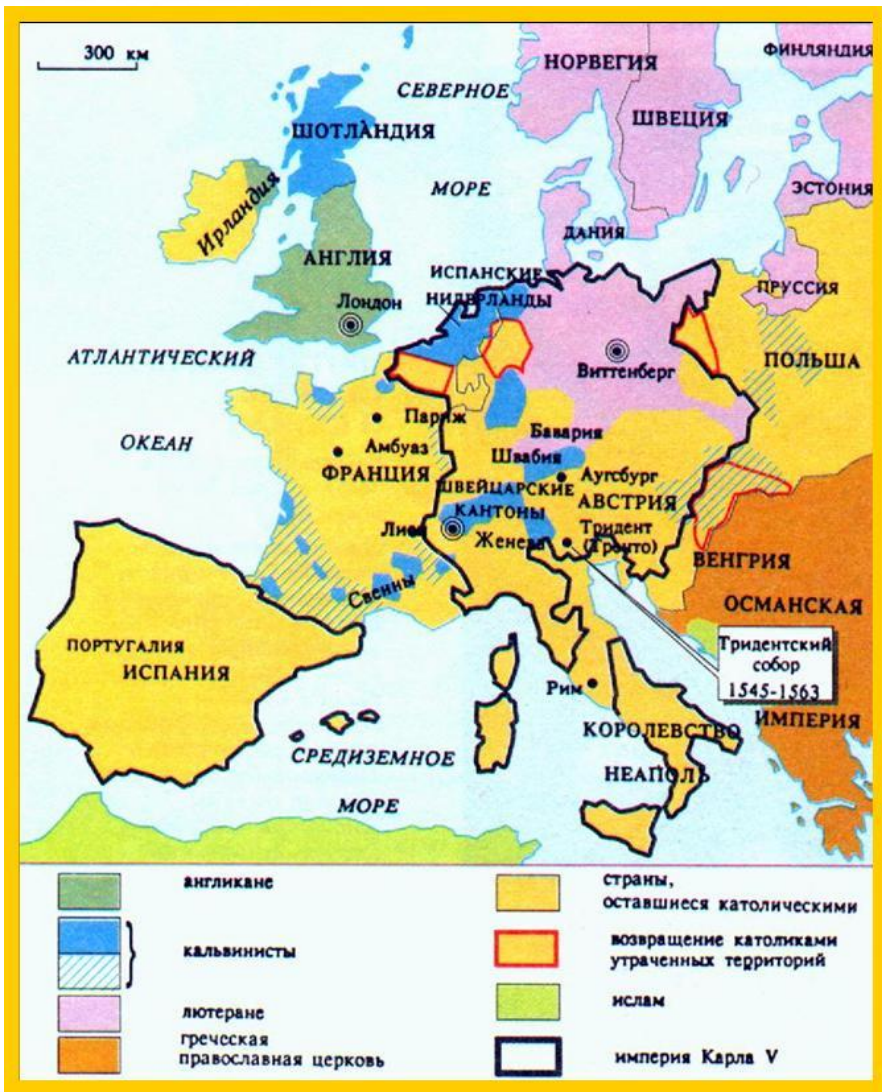 300 км
НОРВЕГИЯ
ФИНЛЯНДИЯ
СЕВЕРНОЕ
ШВЕЦИЯ
ШОТЛАНДИЯ
МОРЕ
ЭСТОНИЯ
Ирландия
ДАНИЯ
АНГЛИЯ
ИСПАНСКИЕ
НИДЕРЛАНДЫ
ПРУССИЯ
Лондон
АТЛАНТИЧЕСКИЙ
ПОЛЬША
Виттенберг
Париж
ОКЕАН
Амбуаз
Бавария
ФРАНЦИЯ
Швабия
Аугсбург
ШВЕЙЦАРСКИЕ
АВСТРИЯ
КАНТОНЫ
Лион
Женева
Тридент
(Тренто)
ВЕНГРИЯ
Свенны
ОСМАНСКАЯ
ПОРТУГАЛИЯ
ИСПАНИЯ
Тридентский
собор
1545-1563
Рим
ИМПЕРИЯ
КОРОЛЕВСТВО
СРЕДИЗЕМНОЕ
НЕАПОЛЬ
МОРЕ
англикане
кальвинисты
лютеране
греческая
православная церковь
страны,
оставшиеся католическими
возвращение католиками
утраченных территорий
ислам
империя Карла V